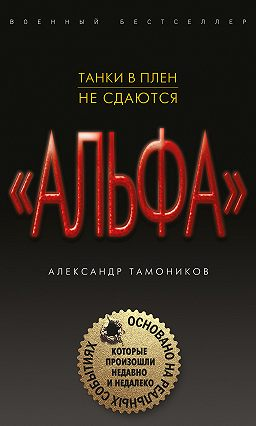 ВОЕННЫЙ БЕСТСЕЛЛЕР
ТАНКИ В ПЛЕН
НЕ СДАЮТСЯ
«АЛЬФА»
АЛЕКСАНДР ТАМОНИКОВ
ОСНОВАНО НА РЕАЛЬНЫХ СОБЫТИЯХ
КОТОРЫЕ
ПРОИЗОШЛИ
НЕДАВНО
И НЕДАЛЕКО